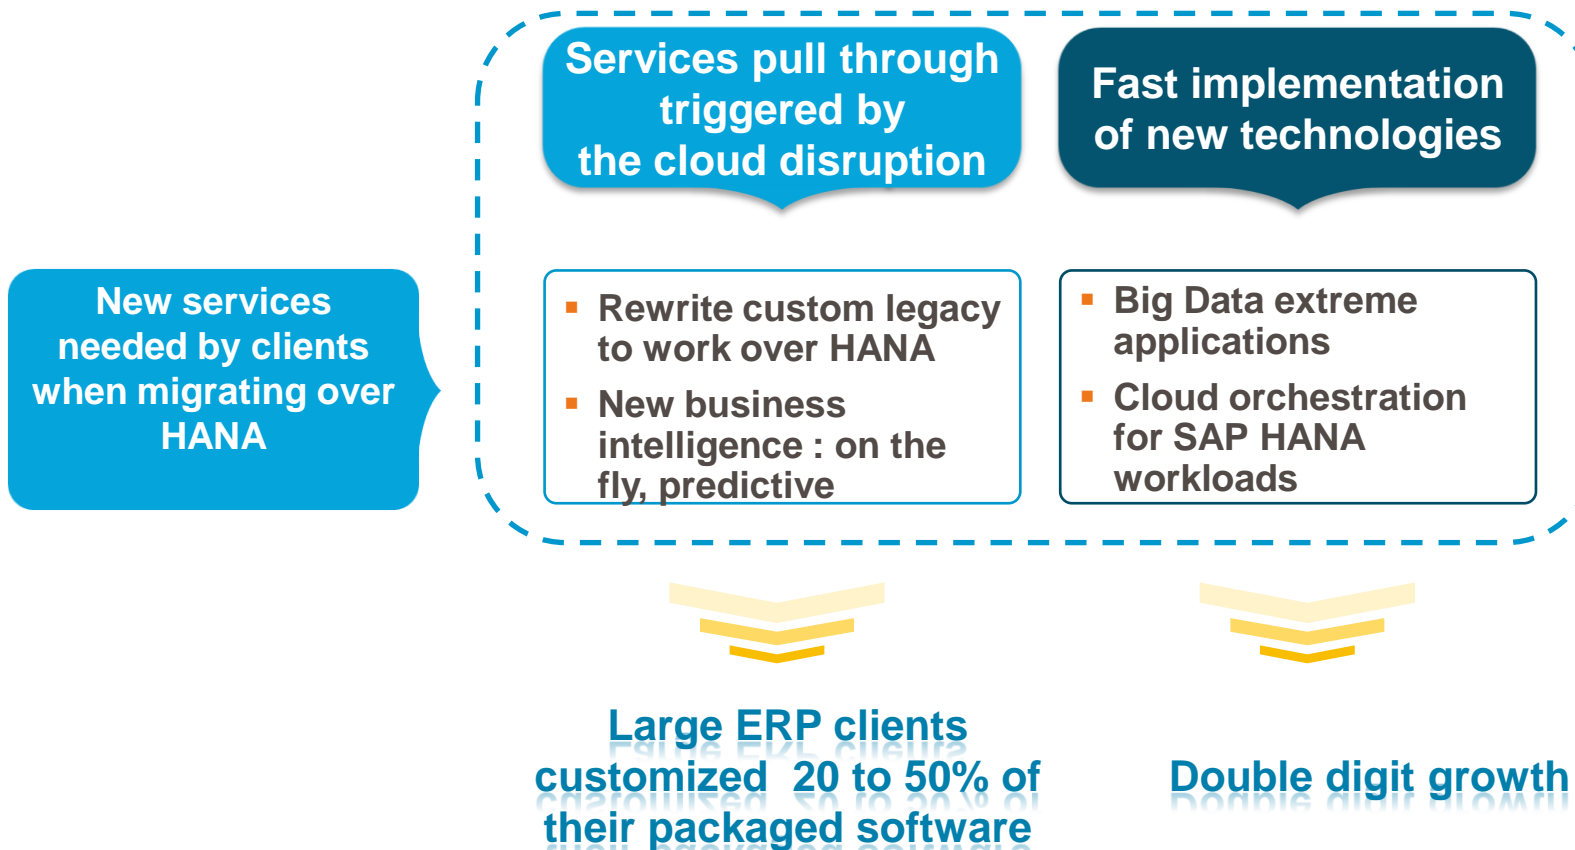 Services pull through
triggered by
the cloud disruption
Fast implementation
of new technologies
New services
needed by clients
when migrating over
HANA
Rewrite custom legacy
to work over HANA
New business
intelligence : on the
fly, predictive
Big Data extreme
applications
Cloud orchestration
for SAP HANA
workloads
Large ERP clients
customized 20 to 50% of
their packaged software
Double digit growth